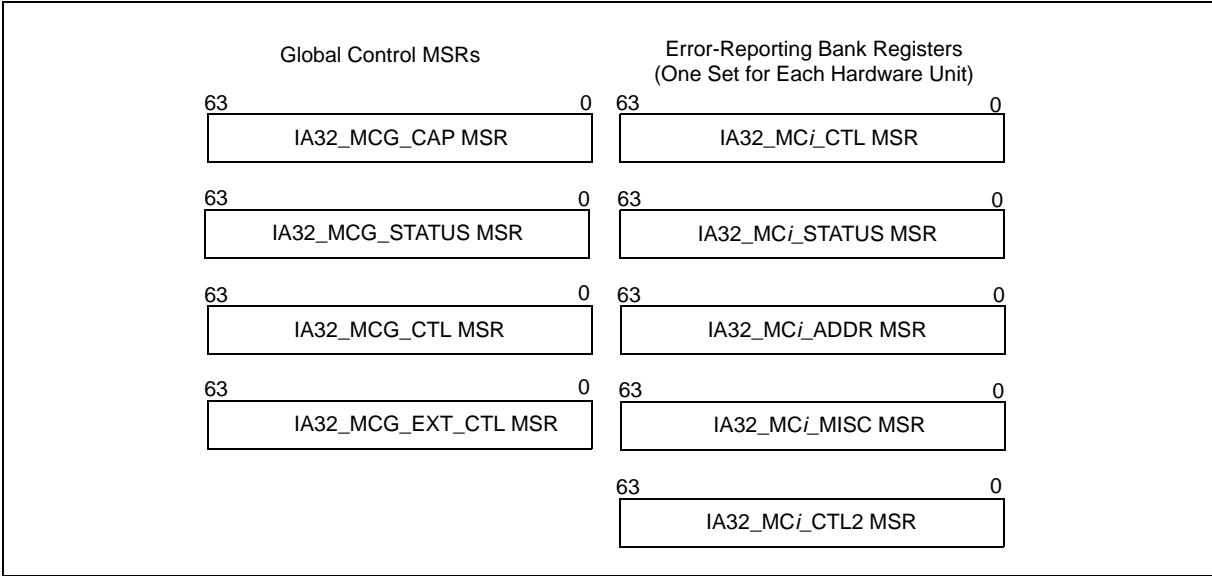 Global Control MSRs
63 0
IA32_MCG_CAP MSR
63 0
IA32_MCG_STATUS MSR
63 0
IA32_MCG_CTL MSR
63 0
IA32_MCG_EXT_CTL MSR
Error-Reporting Bank Registers
(One Set for Each Hardware Unit)
63 0
IA32_MCi_CTL MSR
63 0
IA32_MCi_STATUS MSR
63 0
IA32_MCi_ADDR MSR
63 0
IA32_MCi_MISC MSR
63 0
IA32_MCi_CTL2 MSR